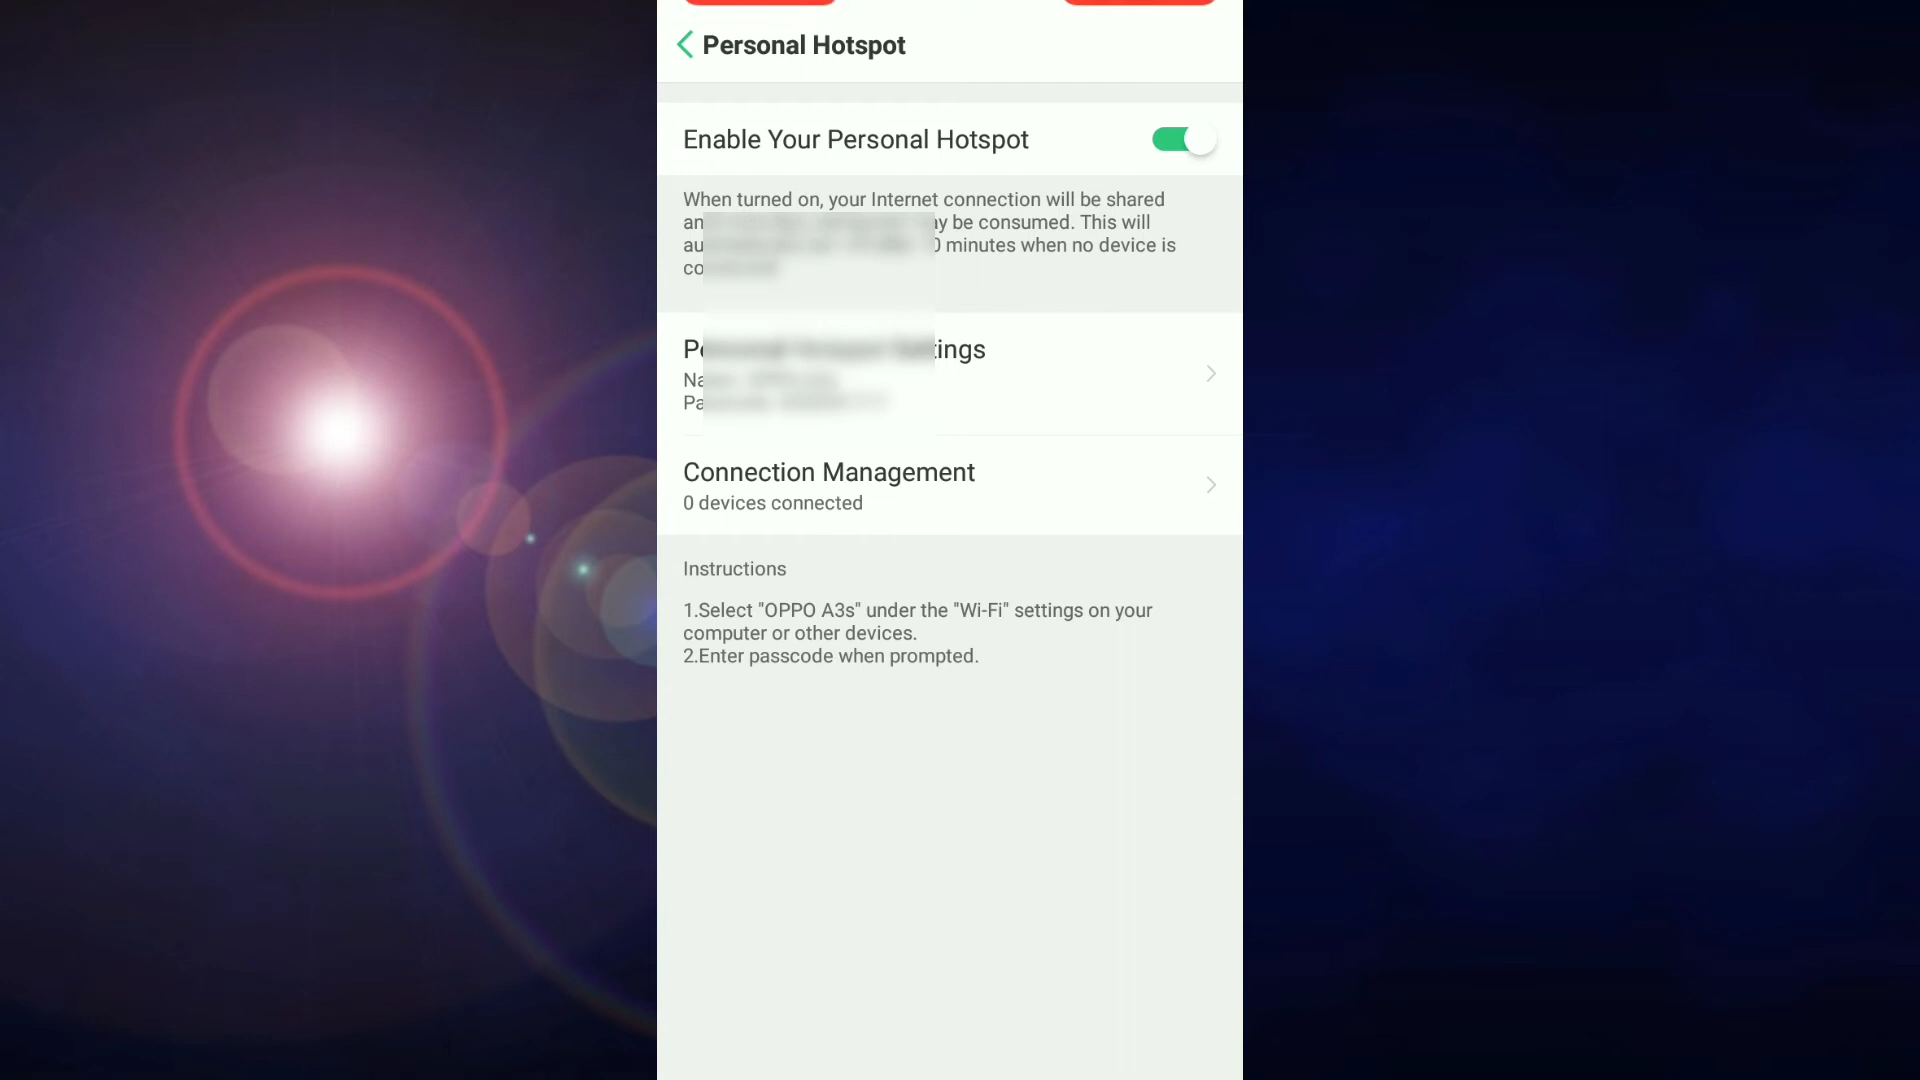 Personal Hotspot
Enable Your Personal Hotspot
When turned on, your Internet connection will be shared
be consumed. This will
minutes when no device is
Settings
Connection Management
0 devices connected
Instructions
1.Select "OPPO A3s" under the "Wi-Fi" settings on your
computer or other devices.
2.Enter passcode when prompted.